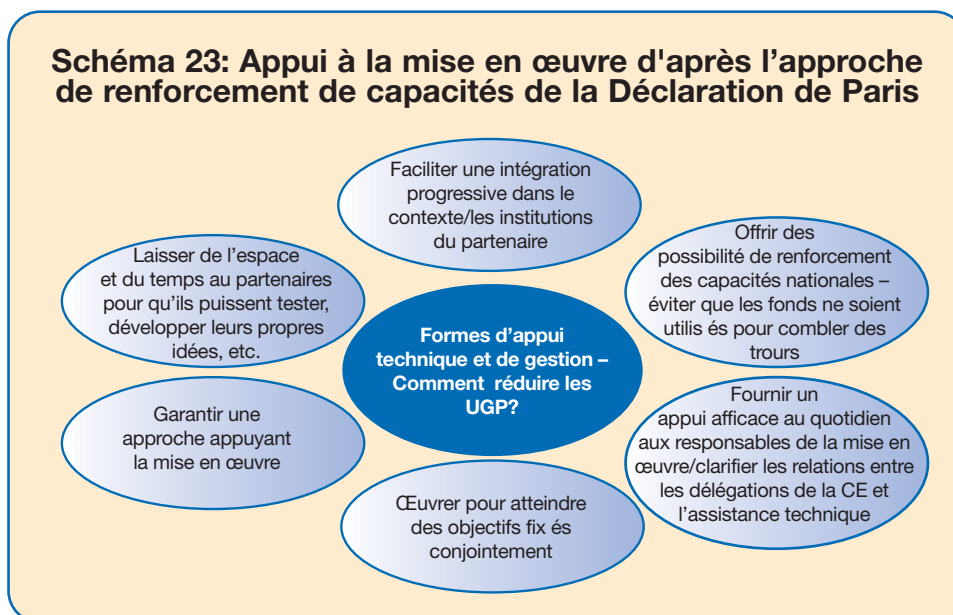 Schéma 23: Appui à la mise en œuvre d'après l'approche
de renforcement de capacités de la Déclaration de Paris
Faciliter une intégration
progressive dans le
contexte/les institutions
du partenaire
Laisser de l'espace
et du temps au partenaires
pour qu'ils puissent tester,
développer leurs propres
idées, etc.
Offrir des
possibilité de renforcement
des capacités nationales –
éviter que les fonds ne soient
utilis és pour combler des
trours
Formes d'appui
technique et de gestion –
Comment réduire les
UGP?
Garantir une
approche appuyant
la mise en œuvre
Fournir un
appui afficace au quotidien
aux responsables de la mise en
œuvre/clarifier les relations entre
les délégations de la CE et
l'assistance technique
Œuvrer pour atteindre
des objectifs fix és
conjointement